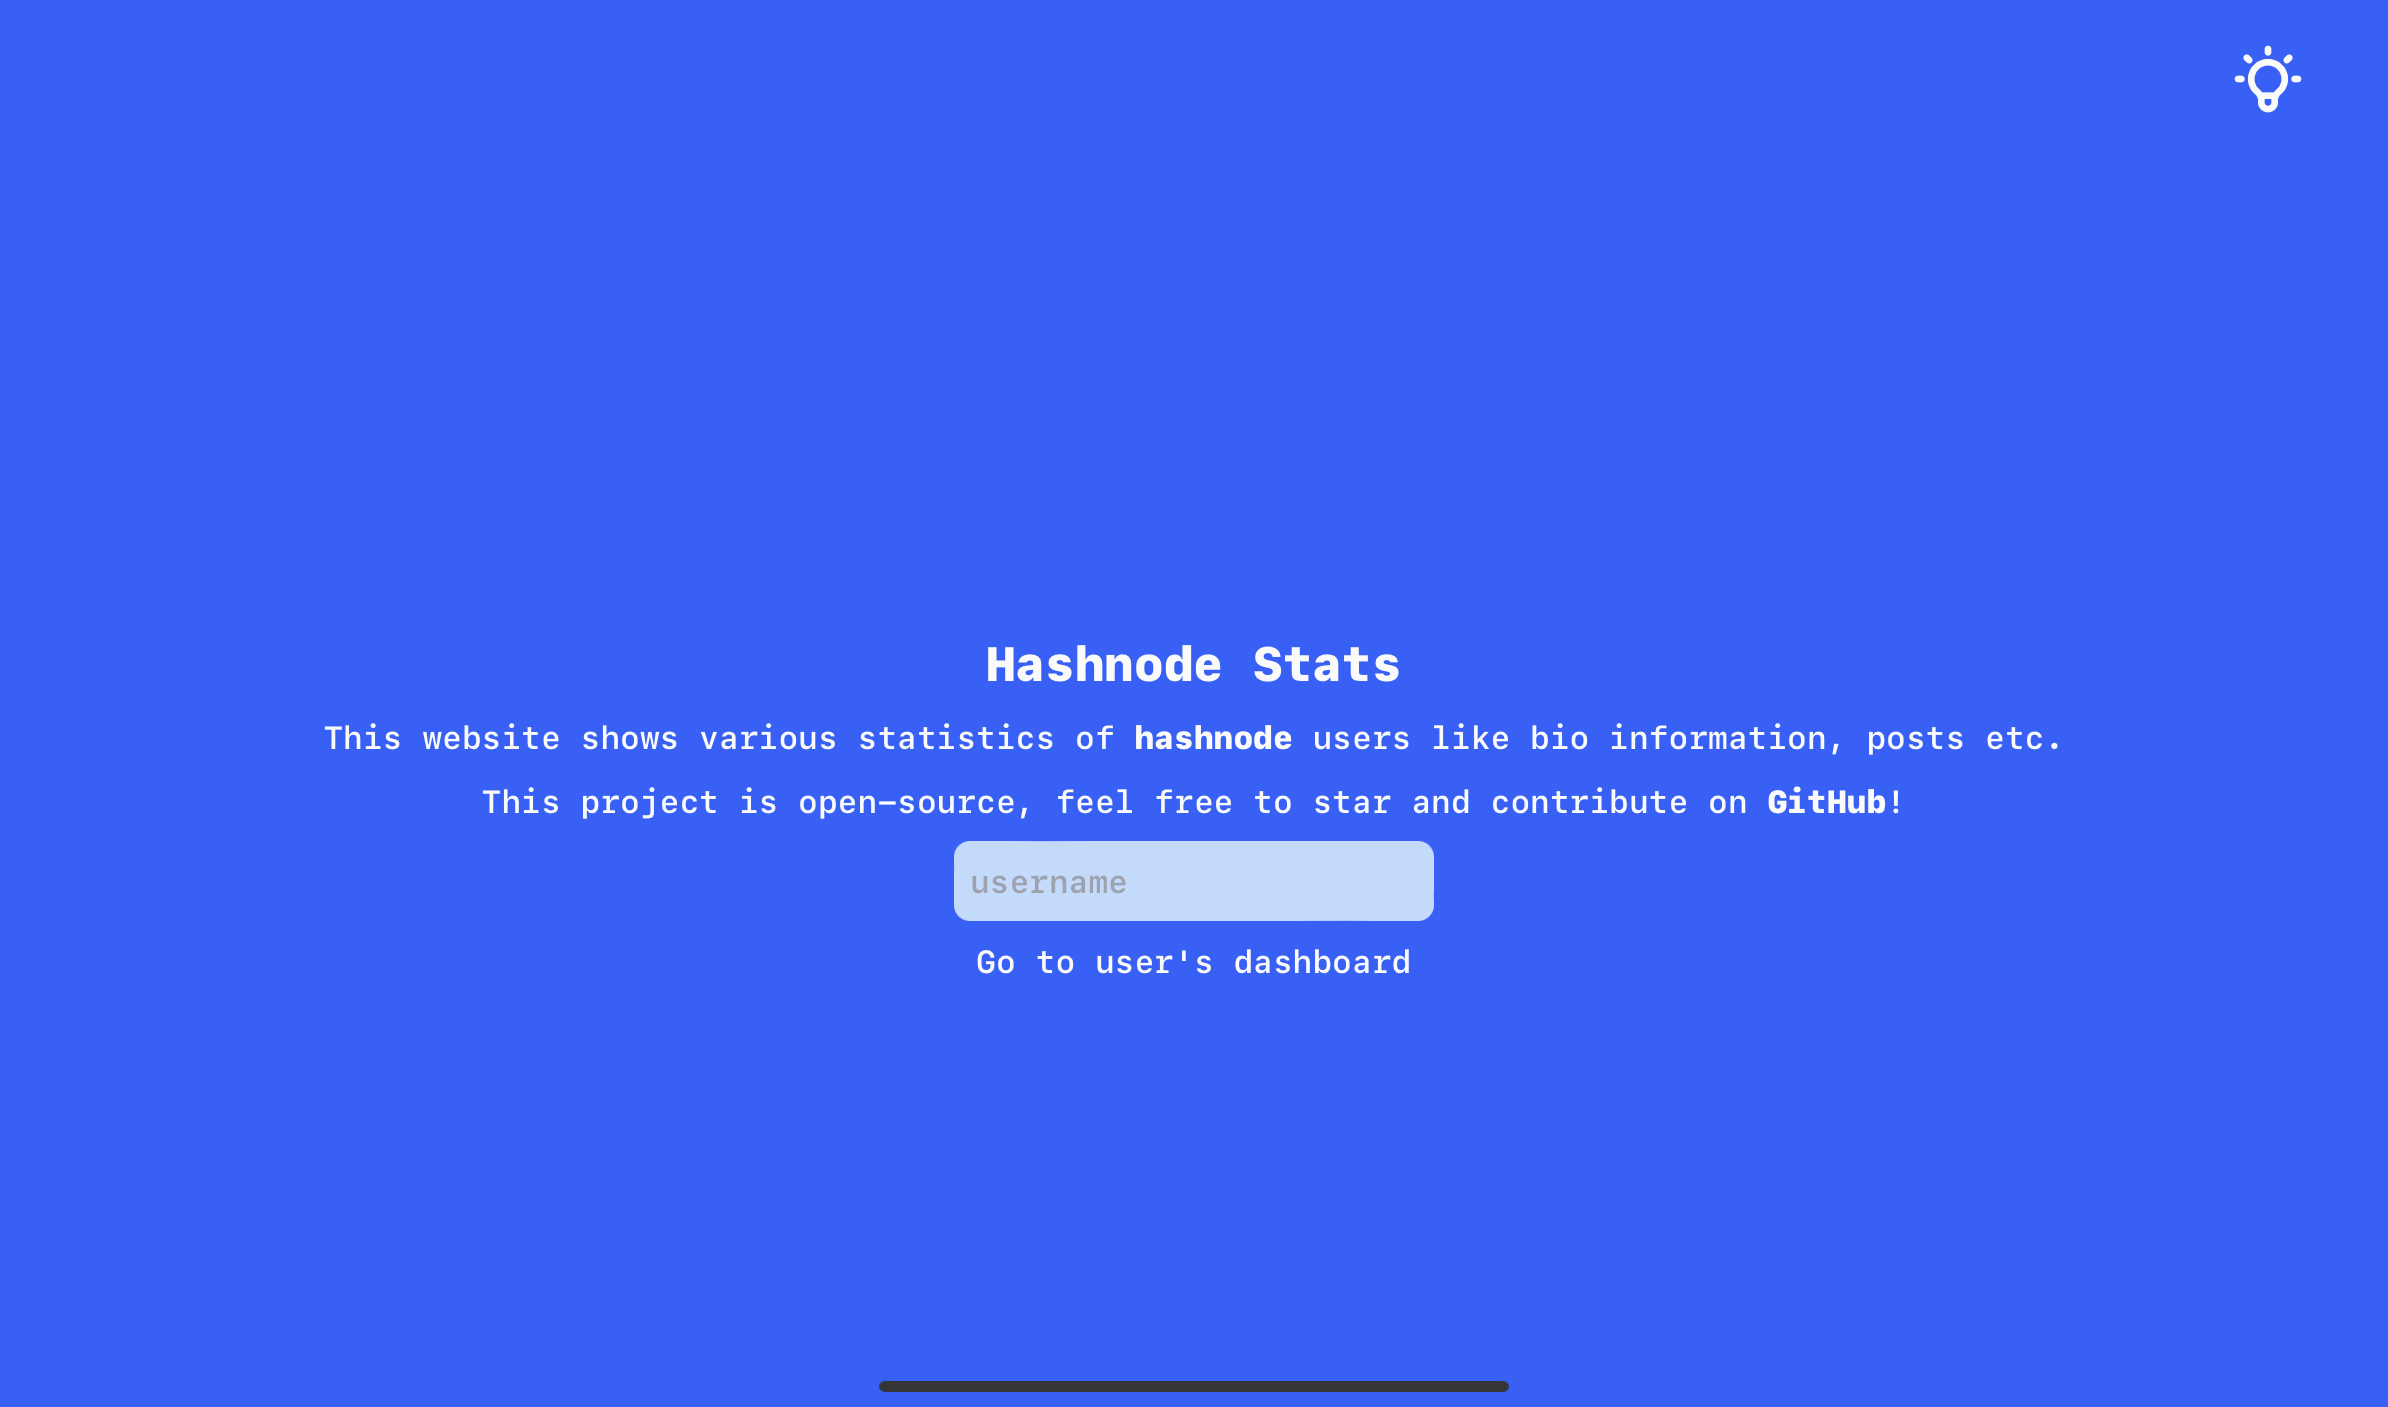 Hashnode Stats
This website shows various statistics of hashnode users like bio information, posts etc.
This project is open-source, feel free to star and contribute on GitHub!
username
Go to user's dashboard